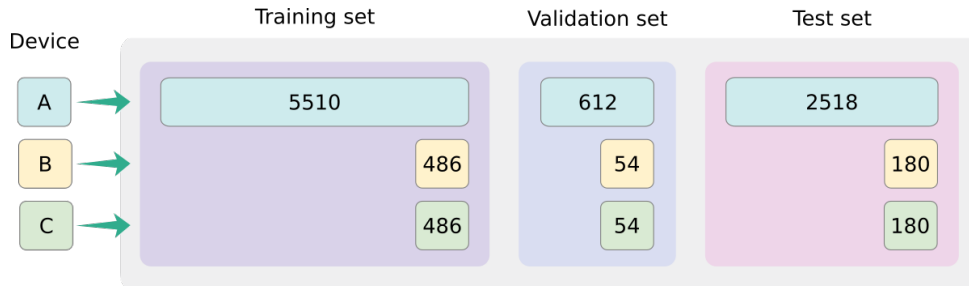 Training set Validation set Test set
Device
A 5510 612 2518
B 486 54 180
C 486 54 180